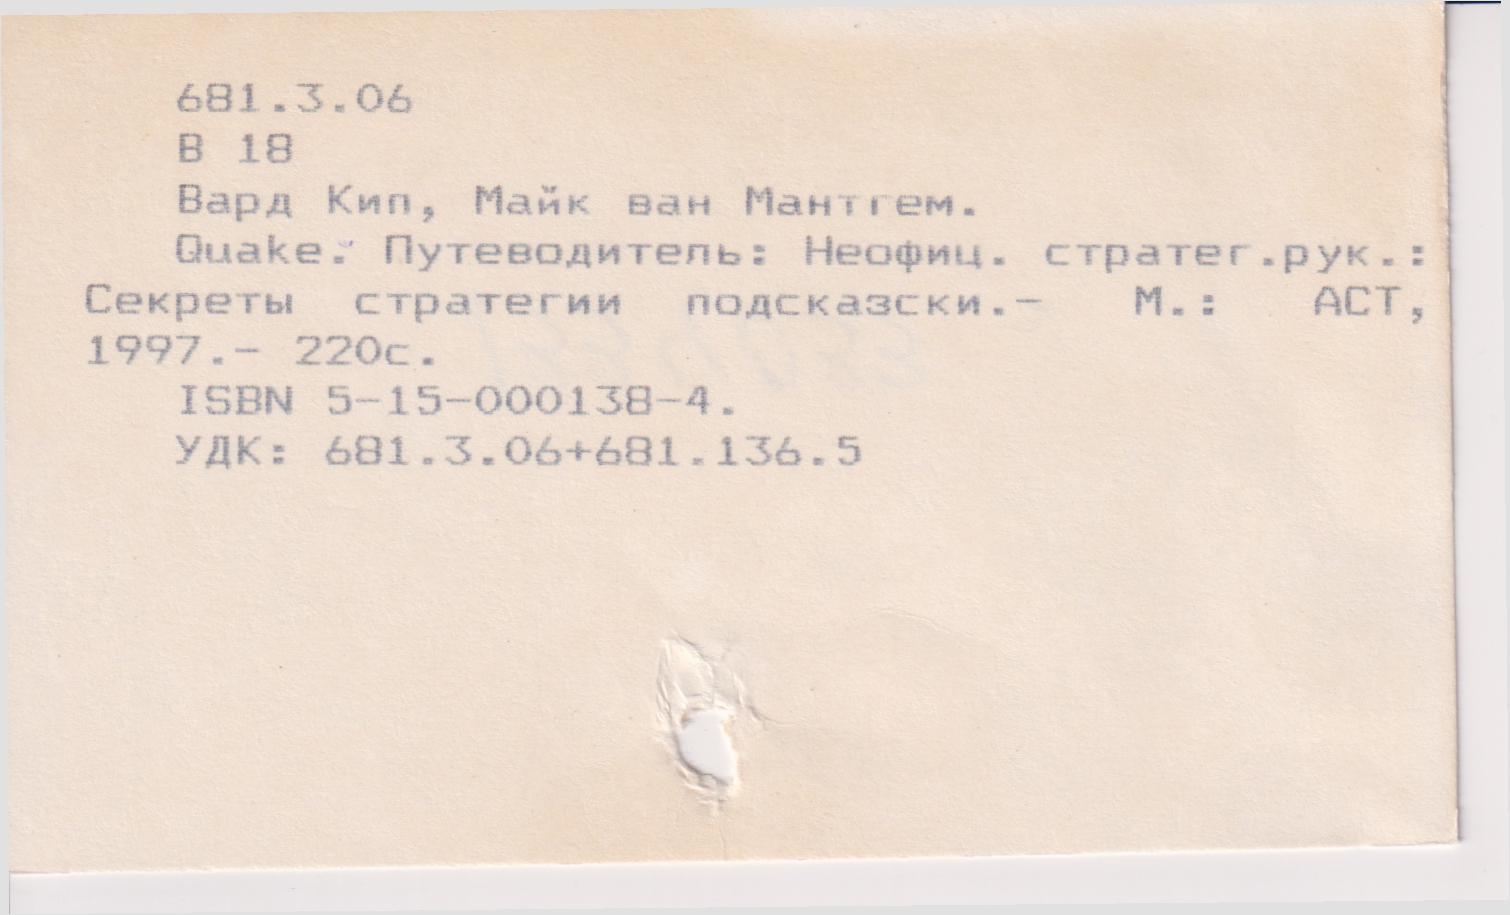 681.3.06
В 18
Вард Кип, Майк ван Мантгем.
Quake. Путеводитель: Неофиц. стратег.рук.:
Секреты стратегии подсказски.- М.: АСТ,
1997.- 220с.
ISBN 5-15-000138-4.
УДК: 681.3.06+681.136.5